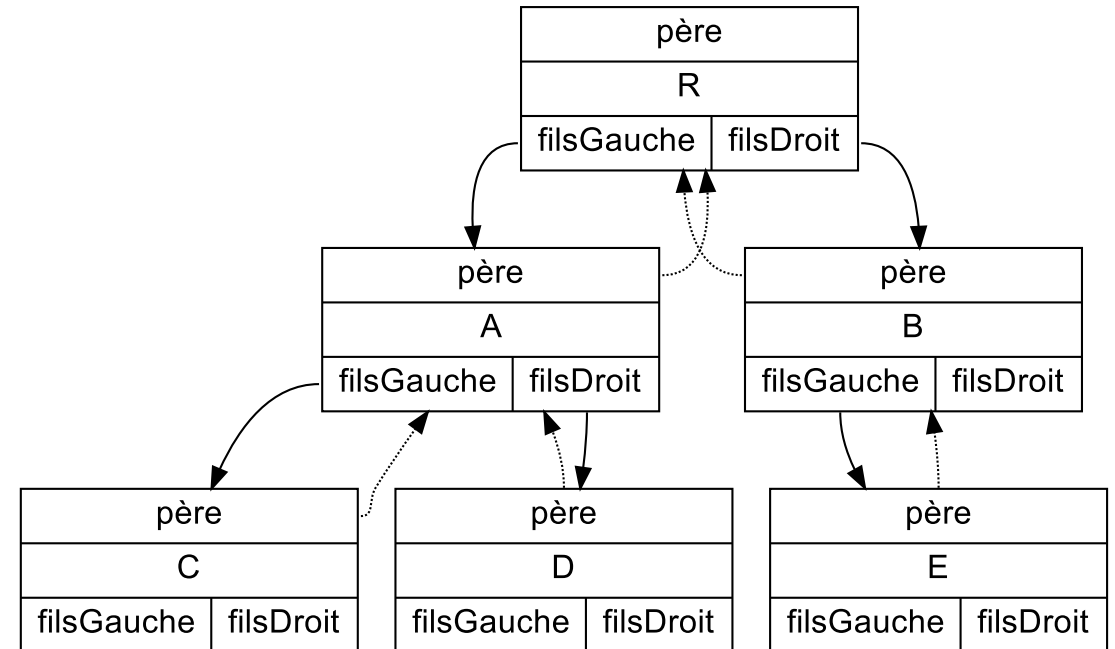 père
R
filsGauche filsDroit
père père
A B
filsGauche filsDroit filsGauche filsDroit
père père père
C D E
filsGauche filsDroit filsGauche filsDroit filsGauche filsDroit